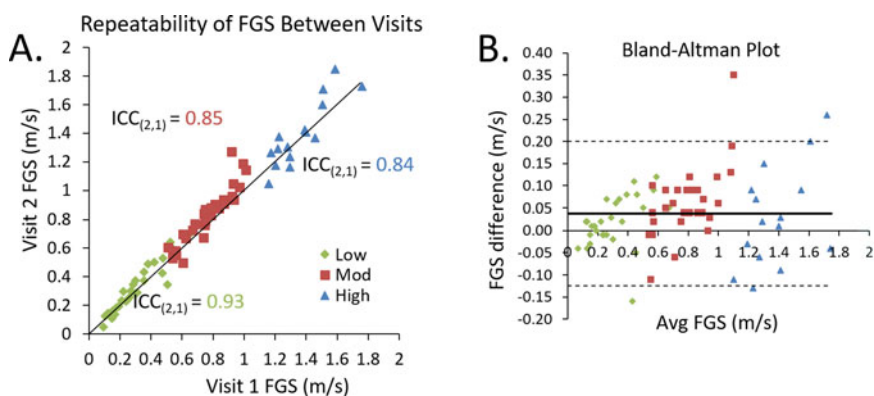 A.
Repeatability of FGS Between Visits
Visit 2 FGS (m/s)
2
1.8
1.6
1.4
1.2
1
0.8
0.6
0.4
0.2
0
ICC(2,1) = 0.85
ICC(2,1) = 0.84
ICC(2,1) = 0.93
Low
Mod
High
0 0.2 0.4 0.6 0.8 1 1.2 1.4 1.6 1.8 2
Visit 1 FGS (m/s)
B.
Bland-Altman Plot
FGS difference (m/s)
0.40
0.35
0.30
0.25
0.20
0.15
0.10
0.05
0.00
-0.05
-0.10
-0.15
-0.20
0 0.2 0.4 0.6 0.8 1 1.2 1.4 1.6 1.8 2
Avg FGS (m/s)